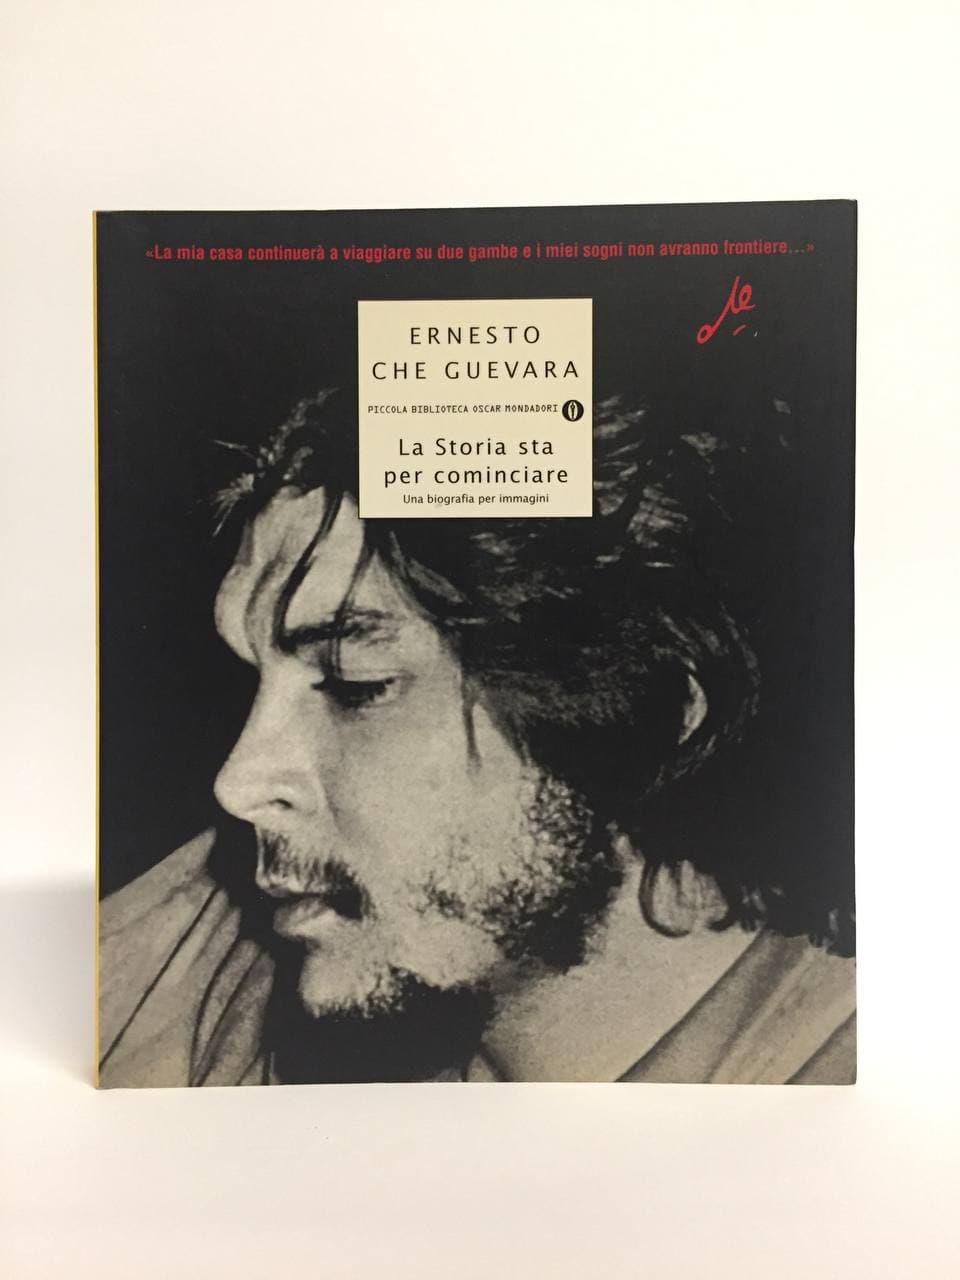 «La mia casa continuerà a viaggiare su due gambe e i miei sogni non avranno frontiere...»
ERNESTO
CHE GUEVARA
PICCOLA BIBLIOTECA OSCAR MONDADORI
La Storia sta
per cominciare
Una biografia per immagini